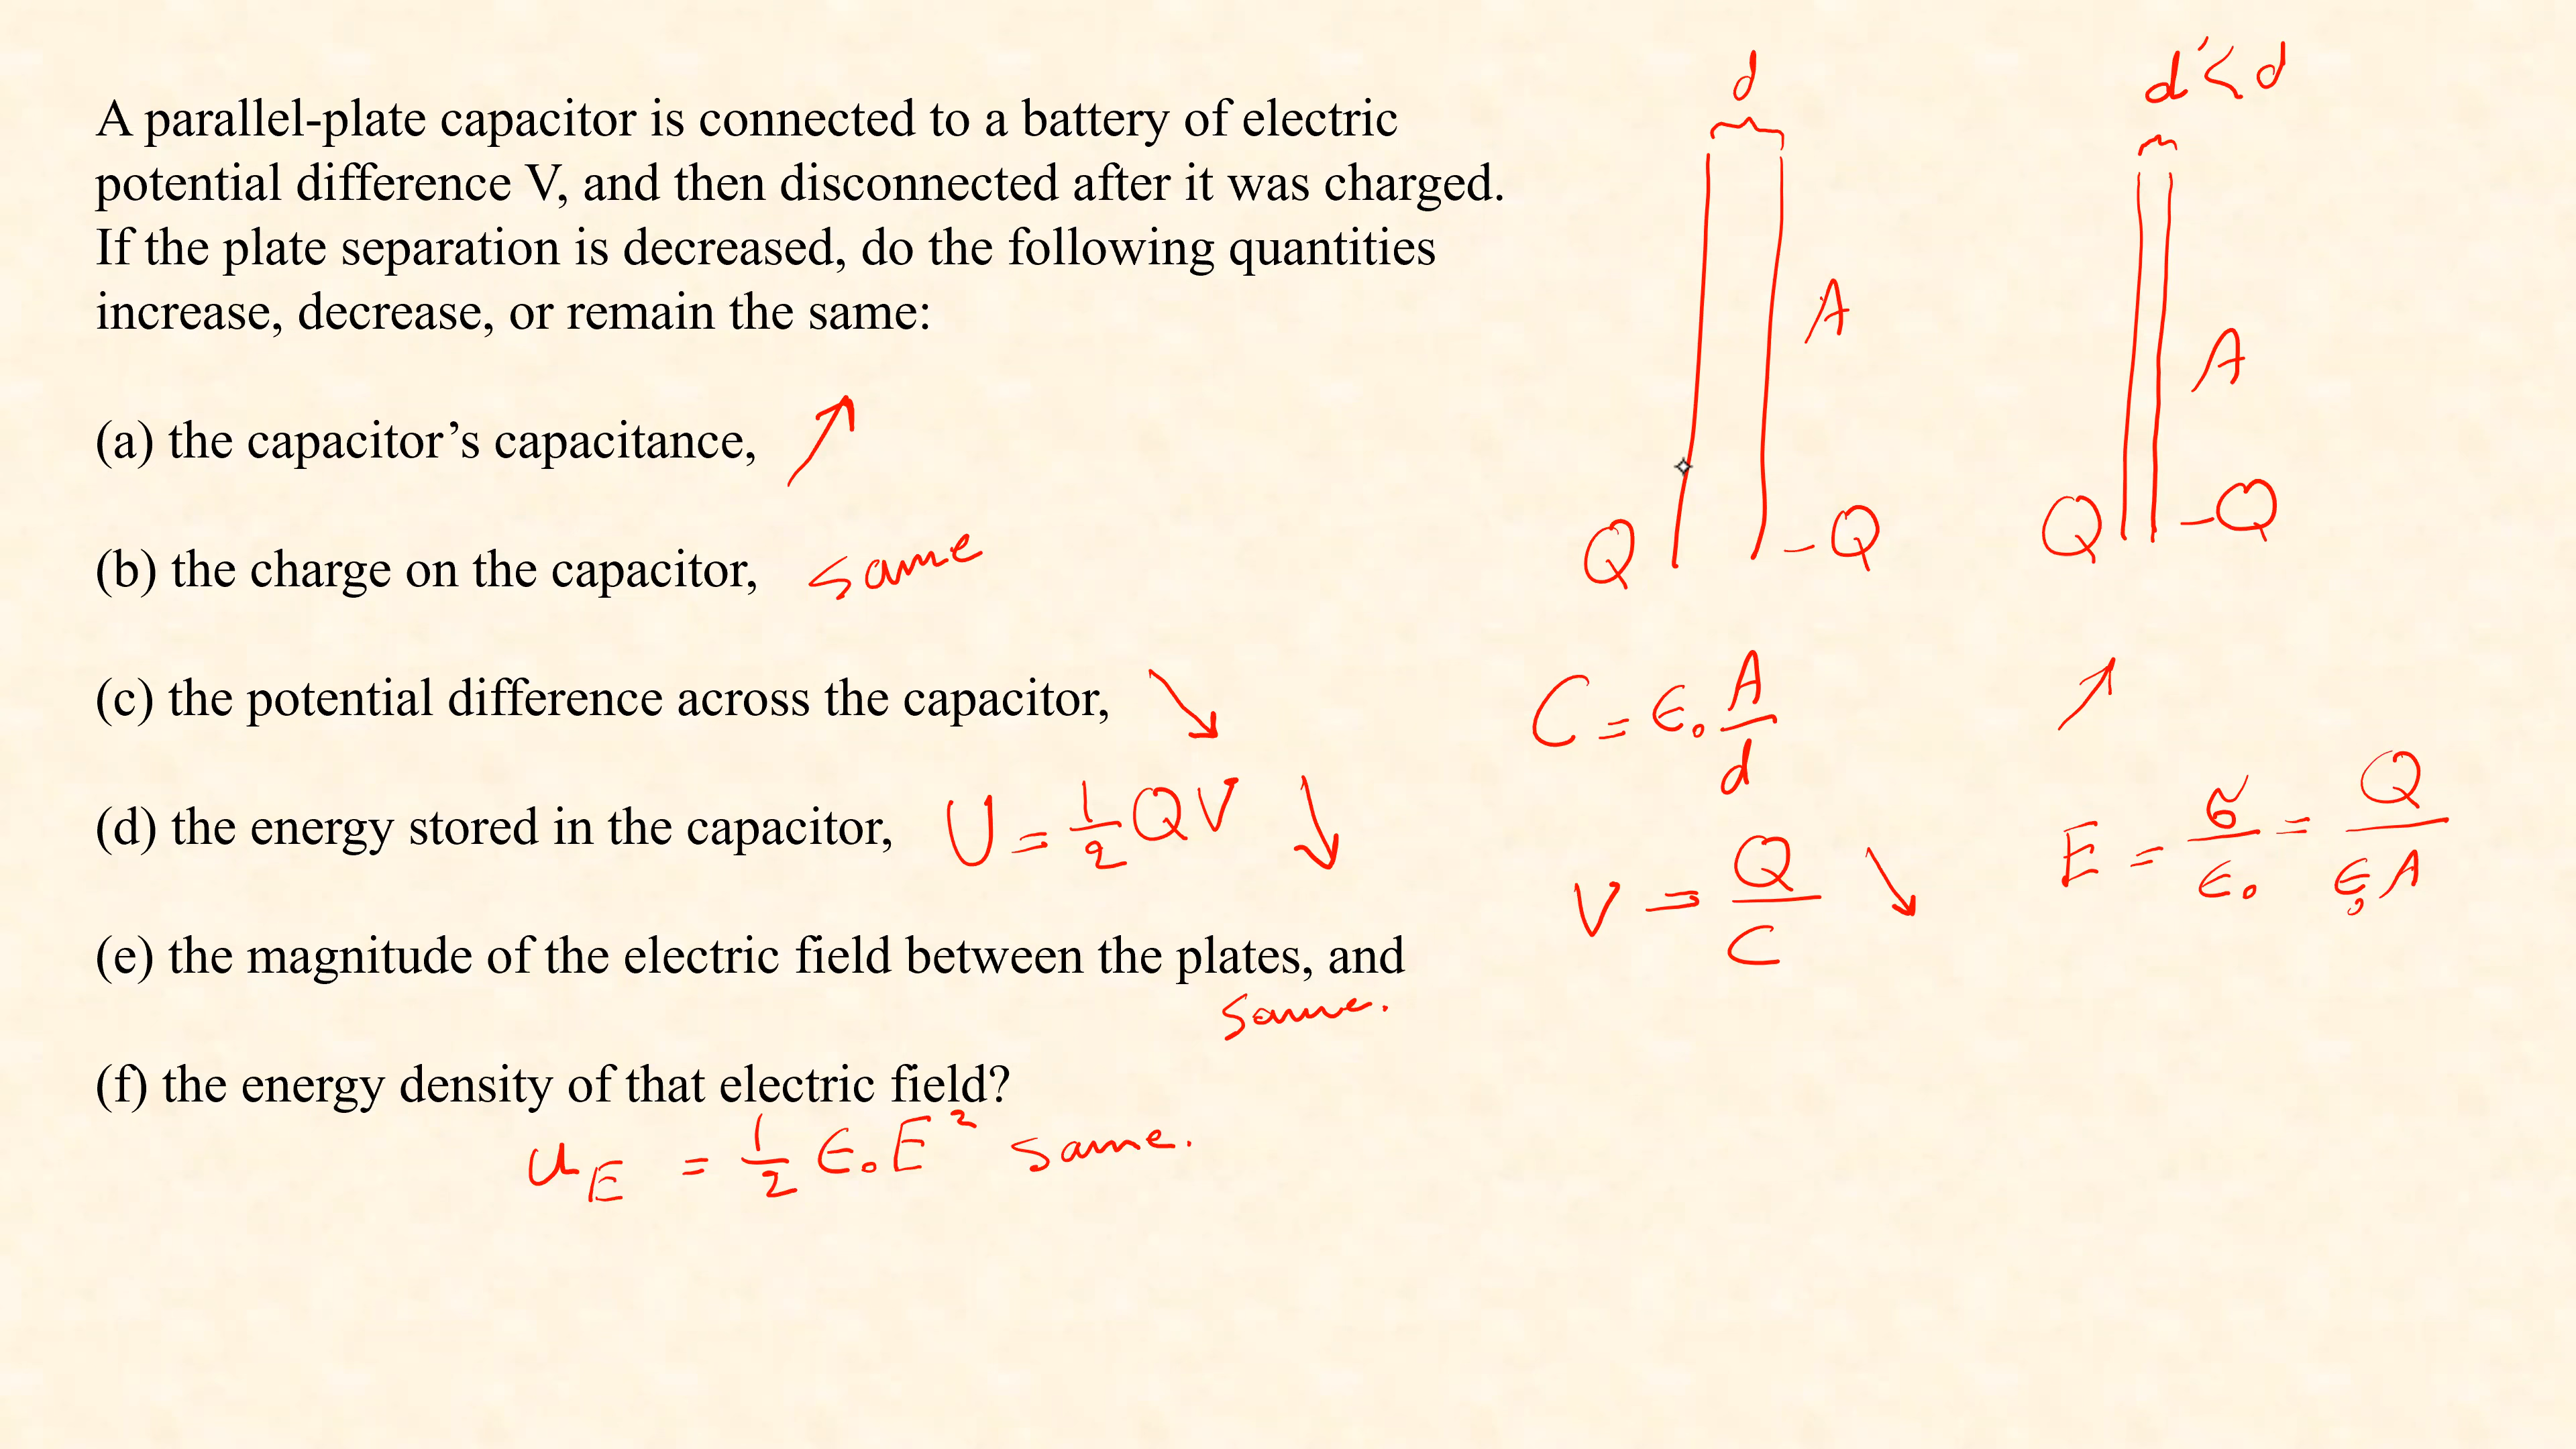 A parallel-plate capacitor is connected to a battery of electric
potential difference V, and then disconnected after it was charged.
If the plate separation is decreased, do the following quantities
increase, decrease, or remain the same:
(a) the capacitor’s capacitance, ↗
(b) the charge on the capacitor, same
(c) the potential difference across the capacitor, ↘
(d) the energy stored in the capacitor, U = 1/2 QV ↓
(e) the magnitude of the electric field between the plates, and
same.
(f) the energy density of that electric field?
u_E = 1/2 ε₀E² same.
d
A
Q -Q
d' < d
A
Q -Q
C = ε₀ A/d ↗
V = Q/C ↘
E = σ/ε₀ = Q/ε₀A